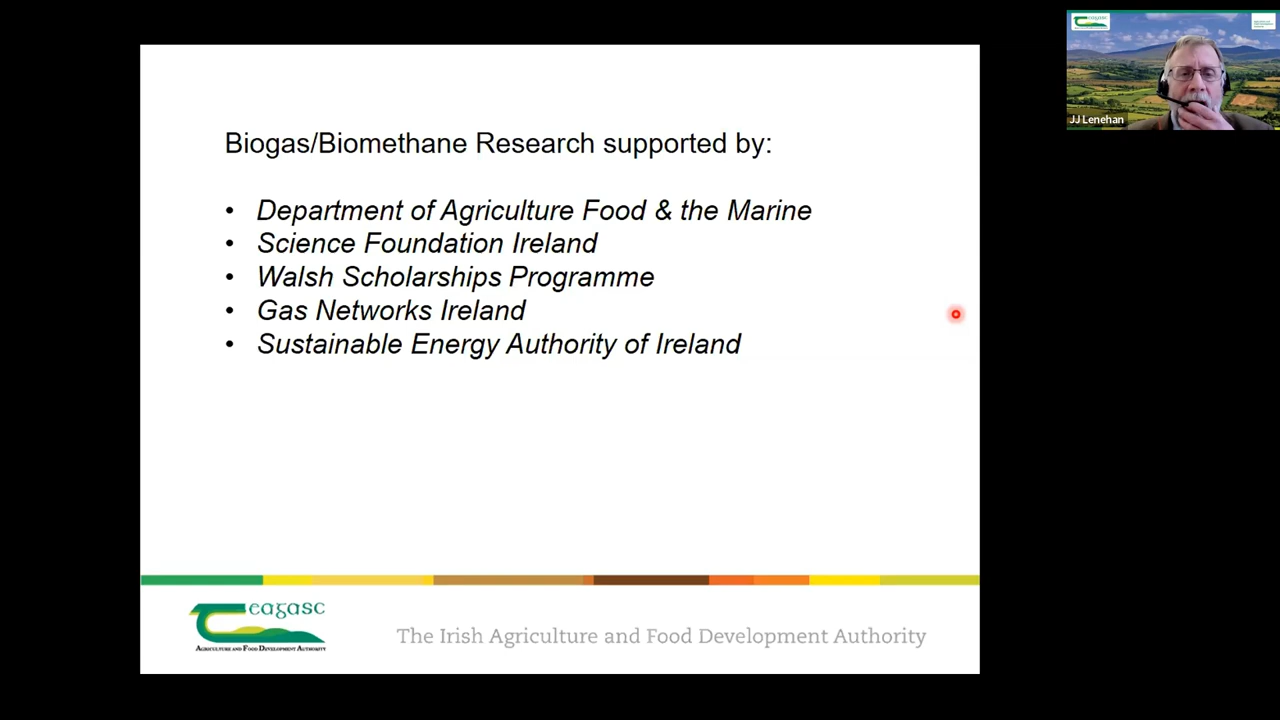 Biogas/Biomethane Research supported by:
• Department of Agriculture Food & the Marine
• Science Foundation Ireland
• Walsh Scholarships Programme
• Gas Networks Ireland
• Sustainable Energy Authority of Ireland
eagasc
AGRICULTURE AND FOOD DEVELOPMENT AUTHORITY
The Irish Agriculture and Food Development Authority
eagasc
JJ Lenehan